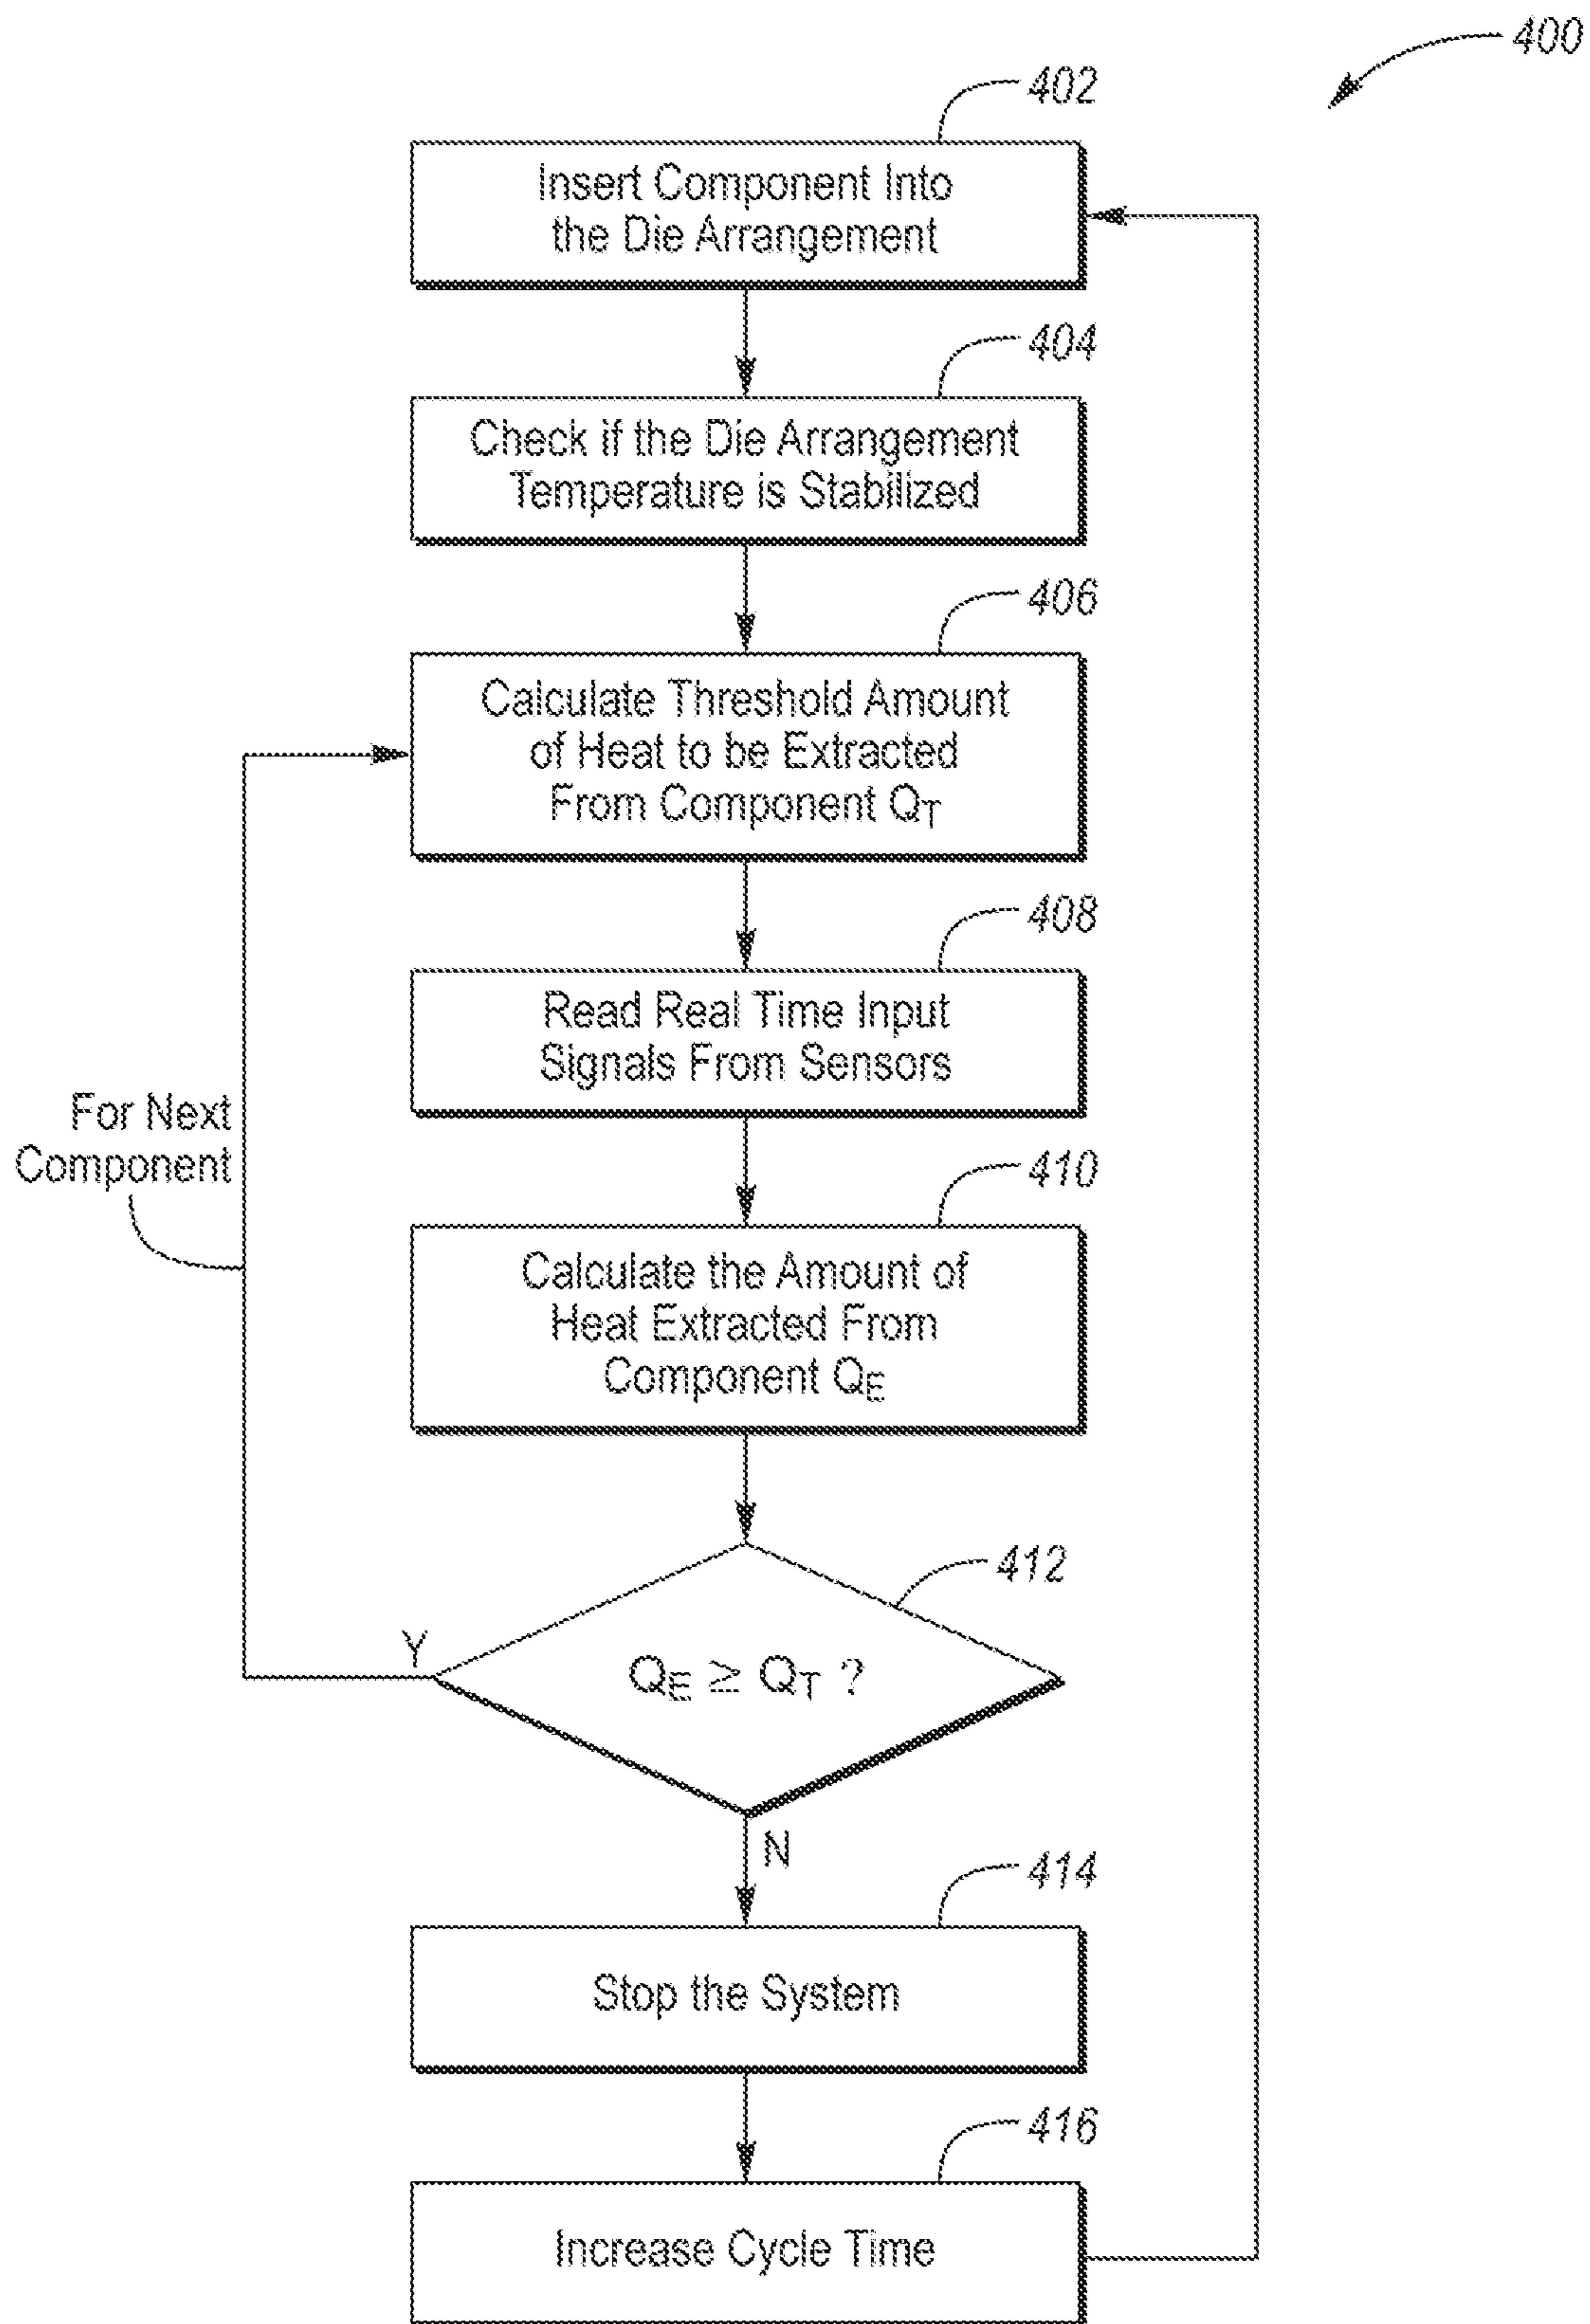 400
402
Insert Component Into
the Die Arrangement
404
Check if the Die Arrangement
Temperature is Stabilized
406
Calculate Threshold Amount
of Heat to be Extracted
From Component QT
408
Read Real Time Input
Signals From Sensors
For Next
Component
410
Calculate the Amount of
Heat Extracted From
Component QE
412
Y
QE ≥ QT ?
N
414
Stop the System
416
Increase Cycle Time